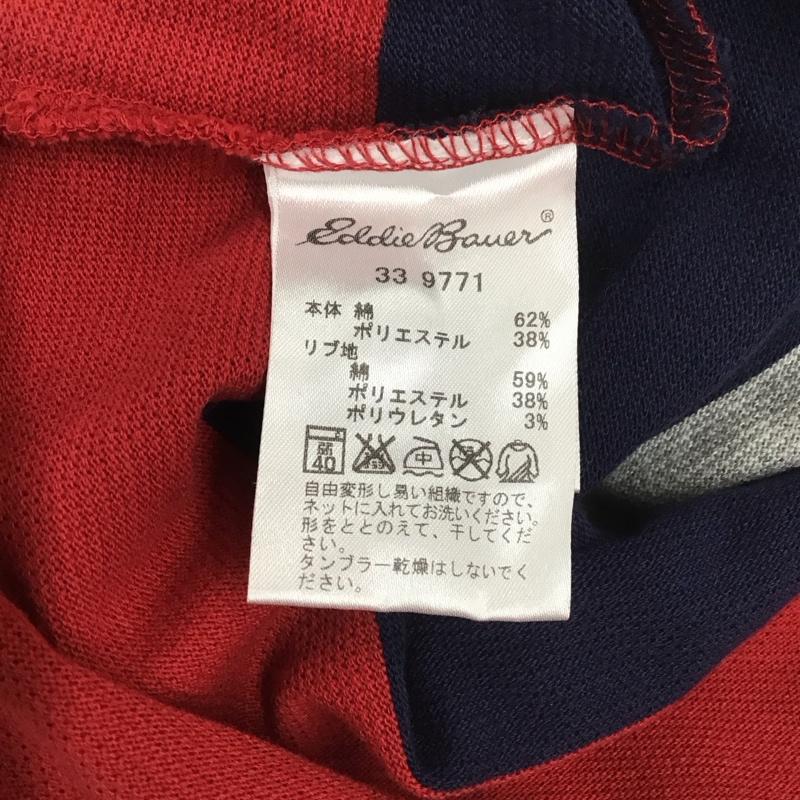 Eddie Bauer®
33 9771
本体 綿 62%
ポリエステル 38%
リブ地
綿 59%
ポリエステル 38%
ポリウレタン 3%
弱 40 中
自由変形し易い組織ですので、
ネットに入れてお洗いください。
形をととのえて、干してくだ
さい。
タンブラー乾燥はしないでく
ださい。